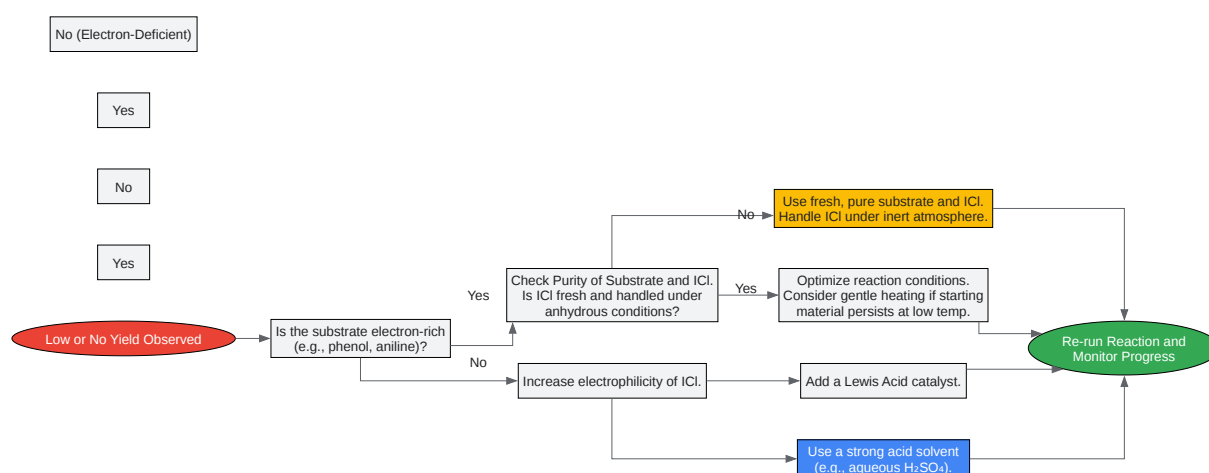 No (Electron-Deficient)
Yes
No
Yes
Low or No Yield Observed
Is the substrate electron-rich
(e.g., phenol, aniline)?
Yes
No
Check Purity of Substrate and ICl.
Is ICl fresh and handled under
anhydrous conditions?
No
Yes
Use fresh, pure substrate and ICl.
Handle ICl under inert atmosphere.
Optimize reaction conditions.
Consider gentle heating if starting
material persists at low temp.
Increase electrophilicity of ICl.
Add a Lewis Acid catalyst.
Use a strong acid solvent
(e.g., aqueous H₂SO₄).
Re-run Reaction and
Monitor Progress